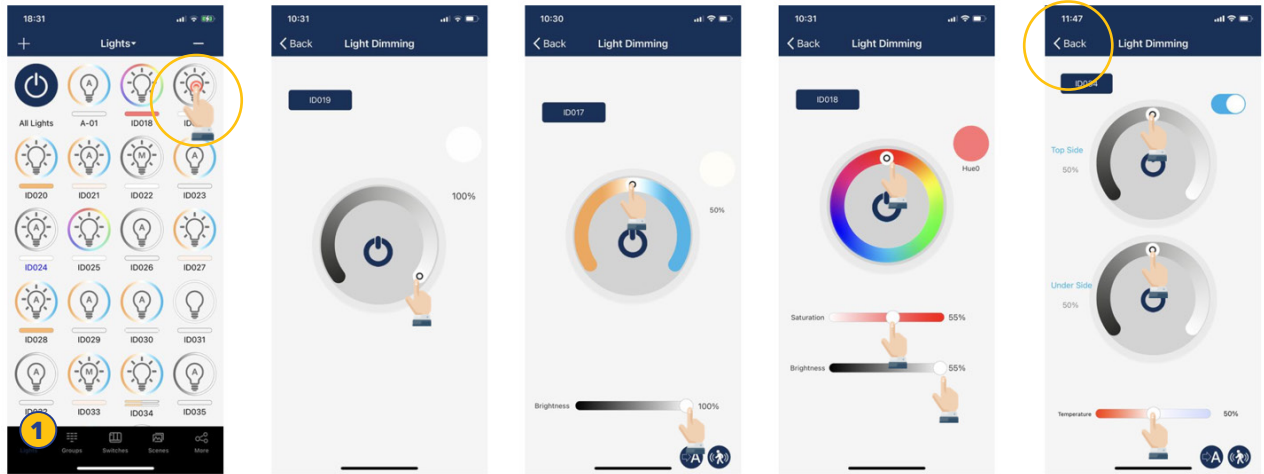 18:31
Lights
All Lights
A-01
ID018
ID020
ID021
ID022
ID023
ID024
ID025
ID026
ID027
ID028
ID029
ID030
ID031
ID033
ID034
ID035
1
Groups
Switches
Scenes
More
10:31
Back
Light Dimming
ID019
100%
10:30
Back
Light Dimming
ID017
50%
Brightness
100%
A
10:31
Back
Light Dimming
ID018
Hue0
Saturation
55%
Brightness
55%
11:47
Back
Light Dimming
ID034
Top Side
50%
Under Side
50%
Temperature
50%
A